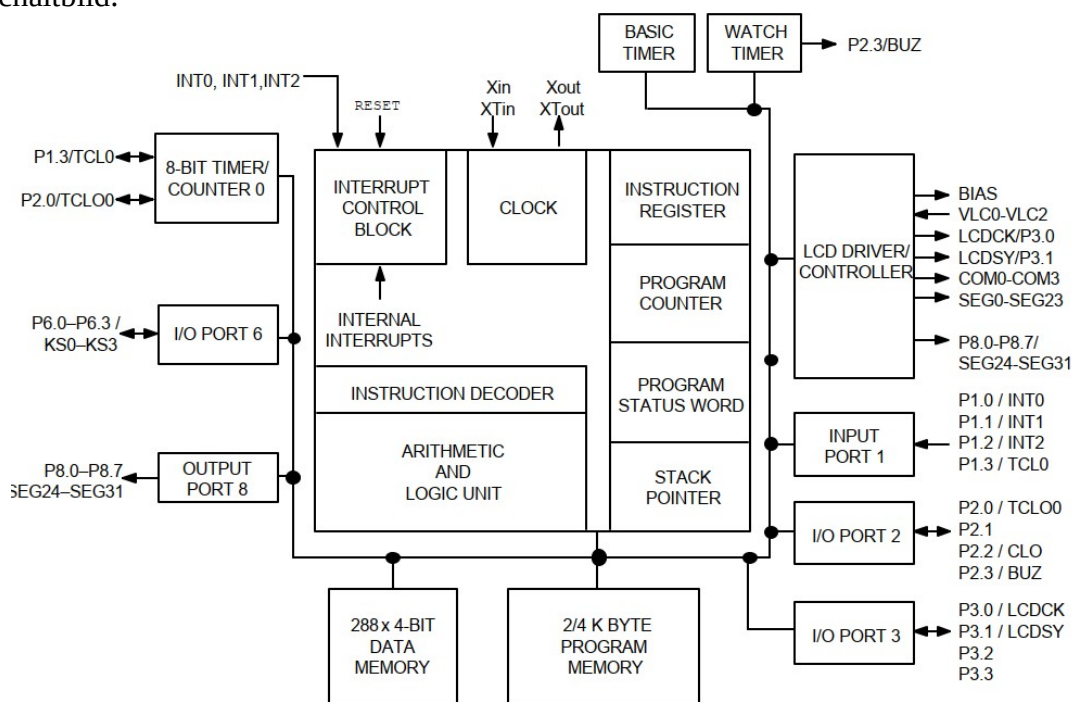 chaltbild:
BASIC
TIMER
WATCH
TIMER
P2.3/BUZ
INT0, INT1,INT2
RESET
Xin
XTin
Xout
XTout
P1.3/TCL0
P2.0/TCLO0
8-BIT TIMER/
COUNTER 0
INTERRUPT
CONTROL
BLOCK
CLOCK
INSTRUCTION
REGISTER
LCD DRIVER/
CONTROLLER
BIAS
VLC0-VLC2
LCDCK/P3.0
LCDSY/P3.1
COM0-COM3
SEG0-SEG23
P8.0-P8.7/
SEG24-SEG31
PROGRAM
COUNTER
INTERNAL
INTERRUPTS
P6.0–P6.3 /
KS0–KS3
I/O PORT 6
INSTRUCTION DECODER
PROGRAM
STATUS WORD
P8.0–P8.7
SEG24–SEG31
OUTPUT
PORT 8
ARITHMETIC
AND
LOGIC UNIT
STACK
POINTER
INPUT
PORT 1
P1.0 / INT0
P1.1 / INT1
P1.2 / INT2
P1.3 / TCL0
I/O PORT 2
P2.0 / TCLO0
P2.1
P2.2 / CLO
P2.3 / BUZ
288 x 4-BIT
DATA
MEMORY
2/4 K BYTE
PROGRAM
MEMORY
I/O PORT 3
P3.0 / LCDCK
P3.1 / LCDSY
P3.2
P3.3